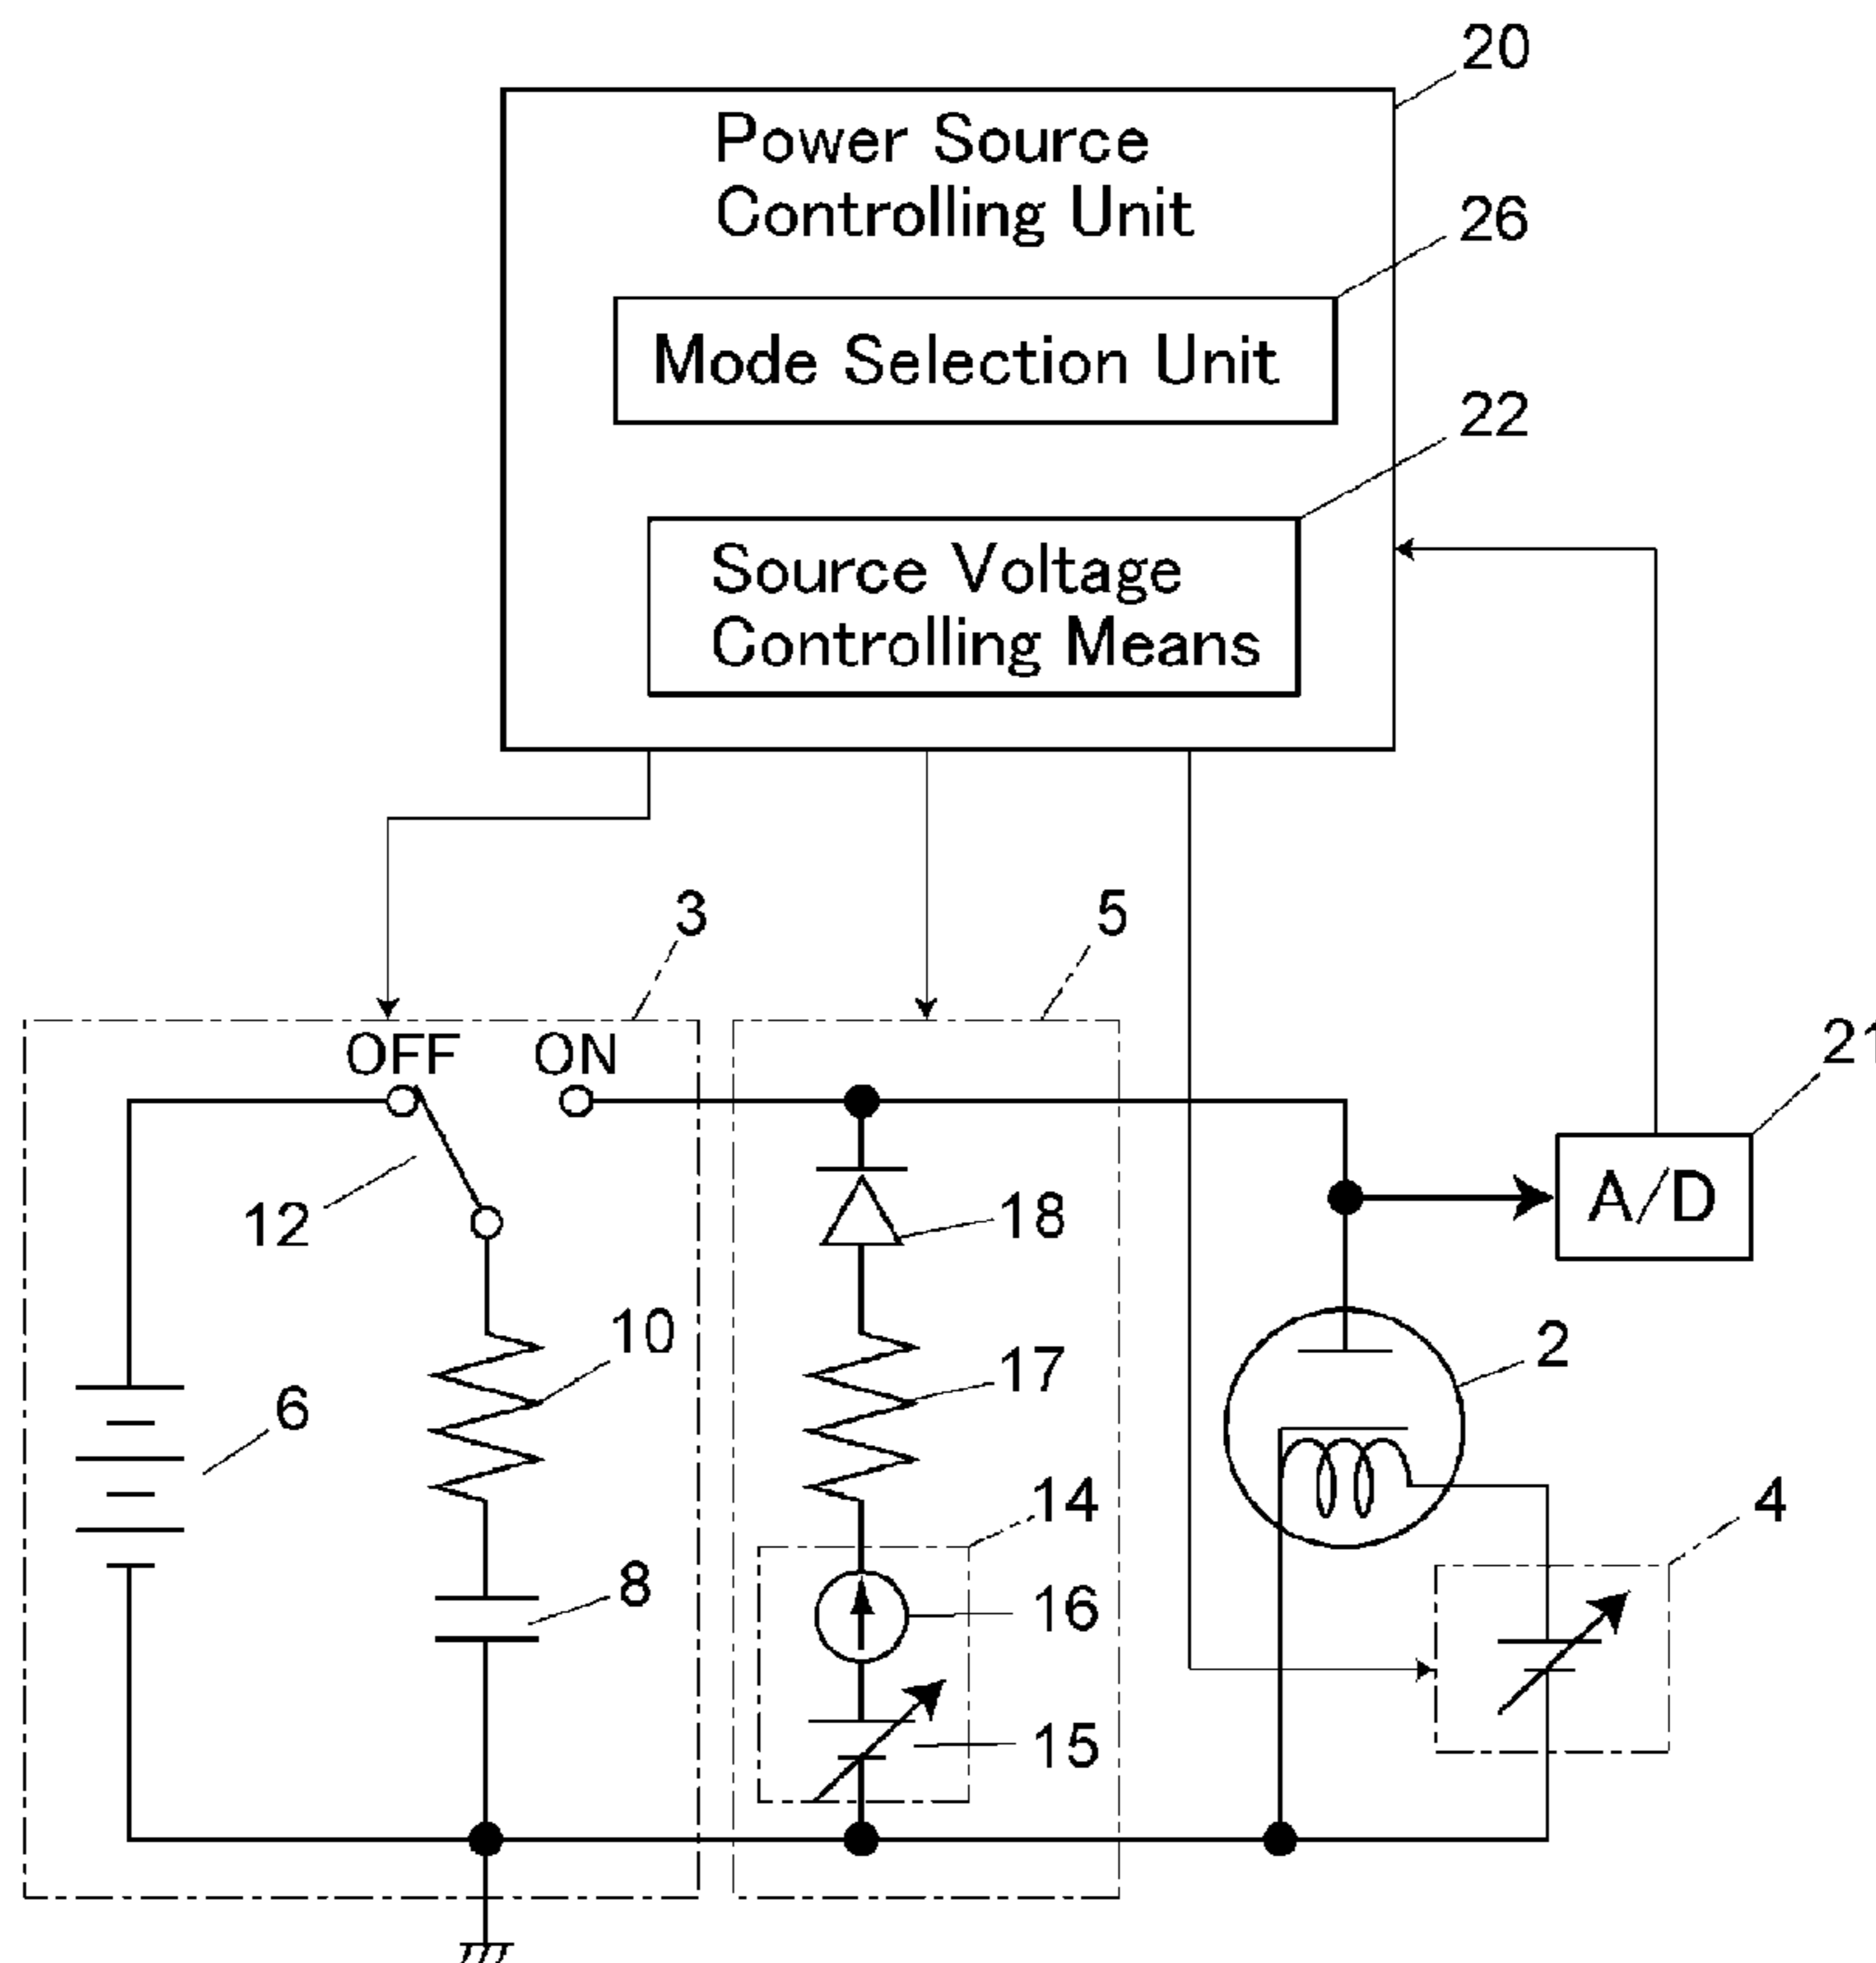 20
Power Source
Controlling Unit
26
Mode Selection Unit
22
Source Voltage
Controlling Means
3
5
OFF ON
21
12
18
A/D
10
2
6
17
14
4
8
16
15